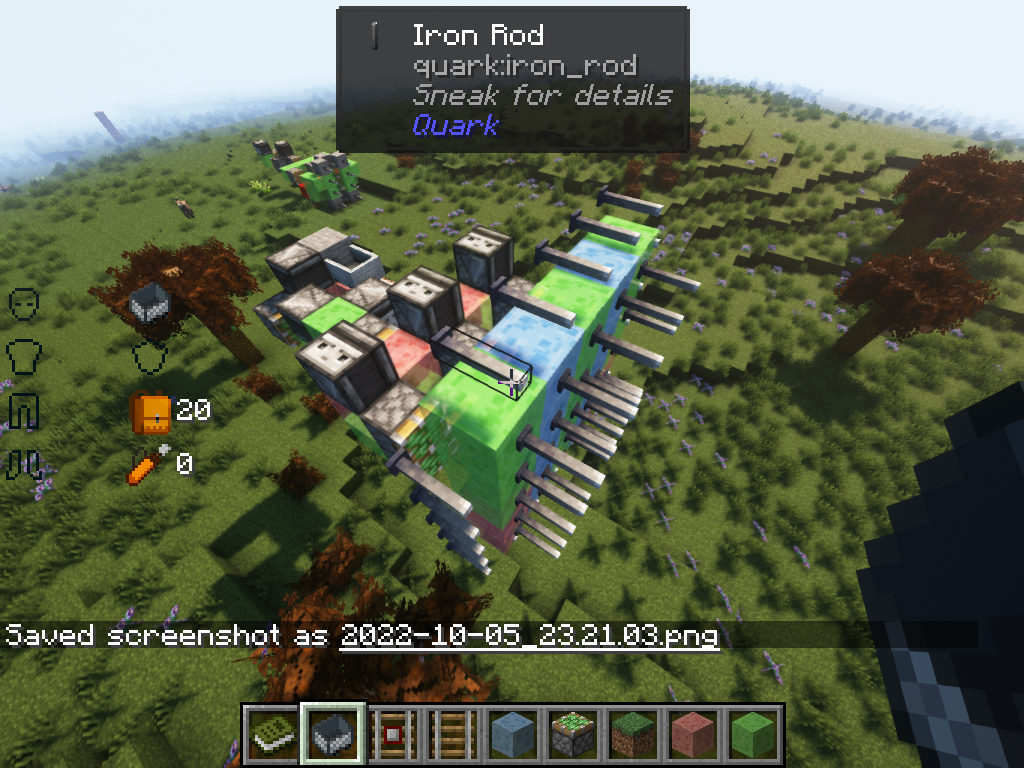 Iron Rod
quark:iron_rod
Sneak for details
Quark
20
0
Saved screenshot as 2022-10-05_23.21.03.png